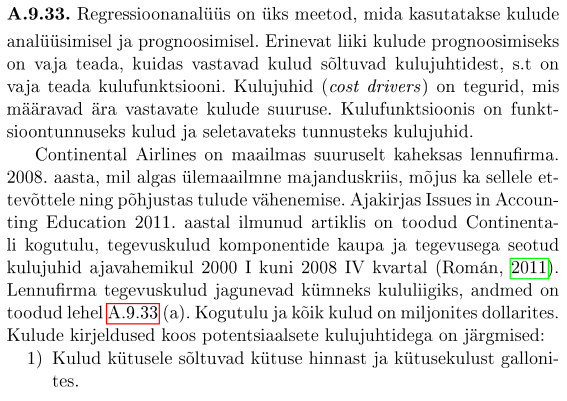 A.9.33. Regressioonanalüüs on üks meetod, mida kasutatakse kulude
analüüsimisel ja prognoosimisel. Erinevat liiki kulude prognoosimiseks
on vaja teada, kuidas vastavad kulud sõltuvad kulujuhtidest, s.t on
vaja teada kulufunktsiooni. Kulujuhid (cost drivers) on tegurid, mis
määravad ära vastavate kulude suuruse. Kulufunktsioonis on funkt-
sioontunnuseks kulud ja seletavateks tunnusteks kulujuhid.
Continental Airlines on maailmas suuruselt kaheksas lennufirma.
2008. aasta, mil algas ülemaailmne majanduskriis, mõjus ka sellele et-
tevõttele ning põhjustas tulude vähenemise. Ajakirjas Issues in Accoun-
ting Education 2011. aastal ilmunud artiklis on toodud Continenta-
li kogutulu, tegevuskulud komponentide kaupa ja tegevusega seotud
kulujuhid ajavahemikul 2000 I kuni 2008 IV kvartal (Román, 2011).
Lennufirma tegevuskulud jagunevad kümneks kululiigiks, andmed on
toodud lehel A.9.33 (a). Kogutulu ja kõik kulud on miljonites dollarites.
Kulude kirjeldused koos potentsiaalsete kulujuhtidega on järgmised:
1) Kulud kütusele sõltuvad kütuse hinnast ja kütusekulust galloni-
tes.